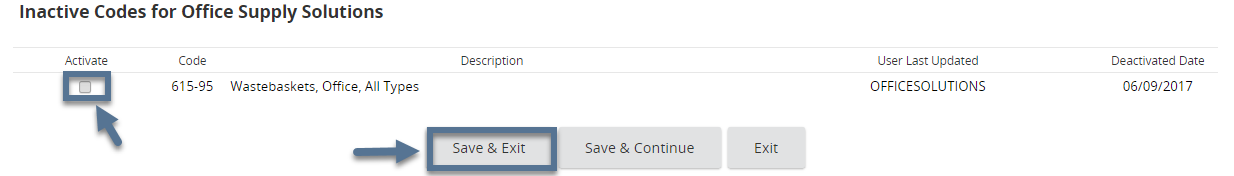 Inactive Codes for Office Supply Solutions
Activate Code Description User Last Updated Deactivated Date
615-95 Wastebaskets, Office, All Types OFFICESOLUTIONS 06/09/2017
Save & Exit Save & Continue Exit